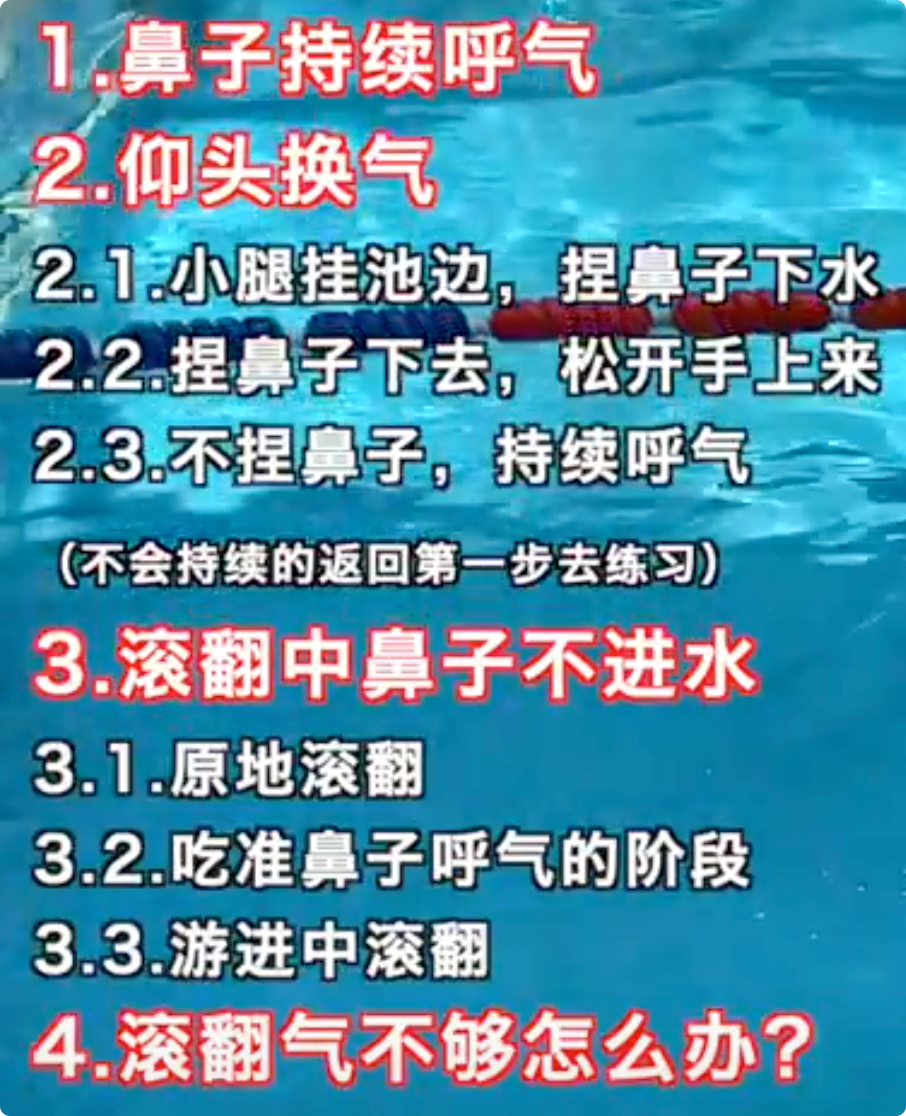 1.鼻子持续呼气
2.仰头换气
2.1.小腿挂池边，捏鼻子下水
2.2.捏鼻子下去，松开手上来
2.3.不捏鼻子，持续呼气
（不会持续的返回第一步去练习）
3.滚翻中鼻子不进水
3.1.原地滚翻
3.2.吃准鼻子呼气的阶段
3.3.游进中滚翻
4.滚翻气不够怎么办？